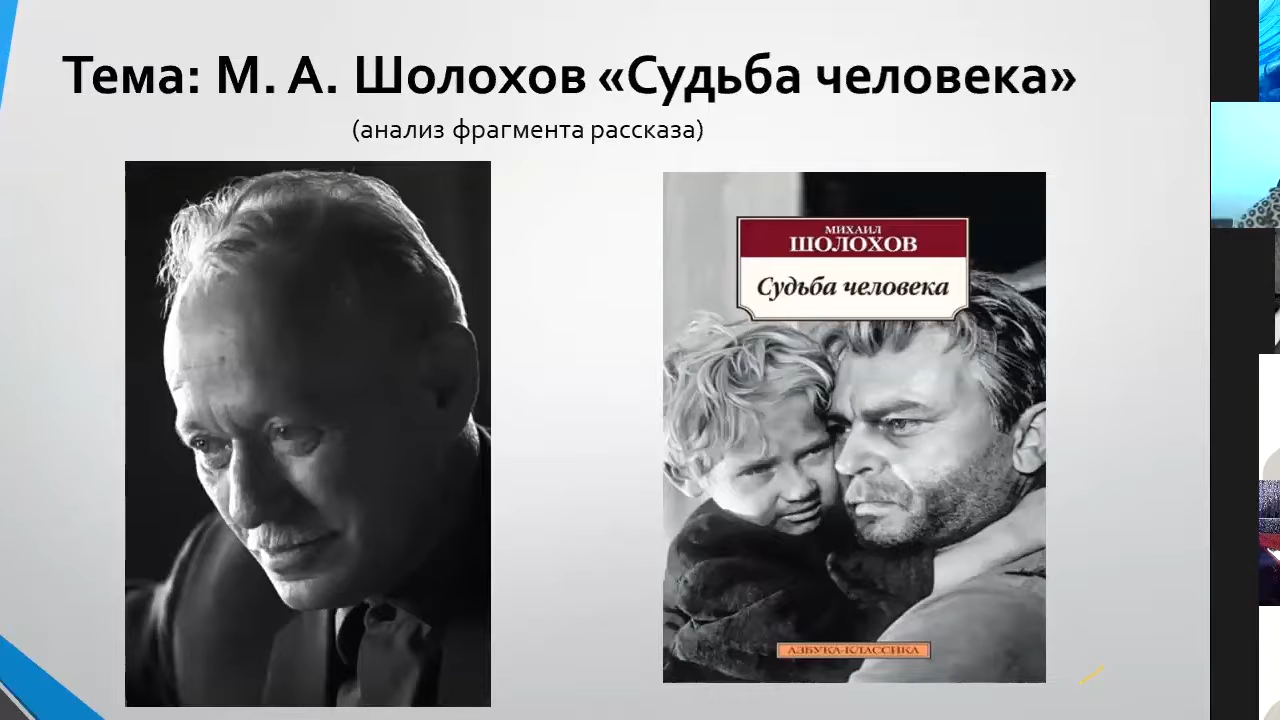 Тема: М. А. Шолохов «Судьба человека»
(анализ фрагмента рассказа)
МИХАИЛ
ШОЛОХОВ
Судьба человека
АЗБУКА-КЛАССИКА